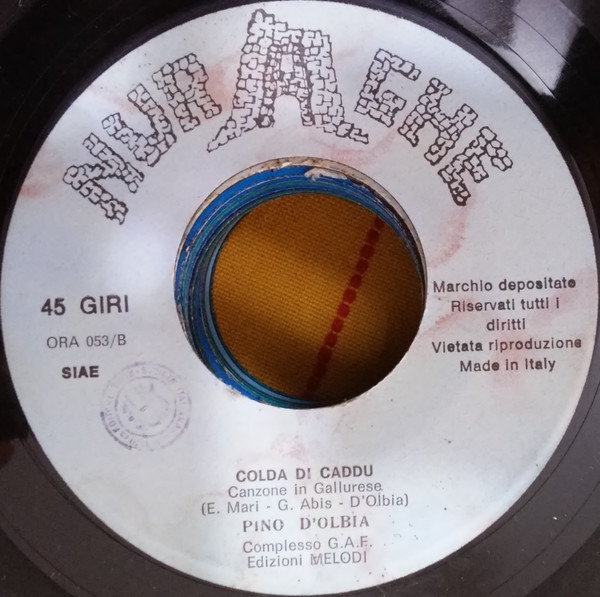 NURAGHE
45 GIRI
ORA 053/B
SIAE
Marchio depositato
Riservati tutti i
diritti
Vietata riproduzione
Made in Italy
COLDA DI CADDU
Canzone in Gallurese
(E. Mari - G. Abis - D'Olbia)
PINO D'OLBIA
Complesso G.A.F.
Edizioni MELODI